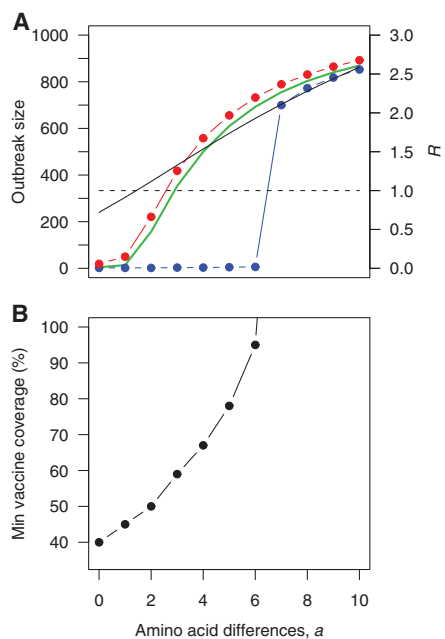 A
1000
800
600
400
200
0
Outbreak size
3.0
2.5
2.0
1.5
1.0
0.5
0.0
R
B
100
90
80
70
60
50
40
Min vaccine coverage (%)
0 2 4 6 8 10
Amino acid differences, a